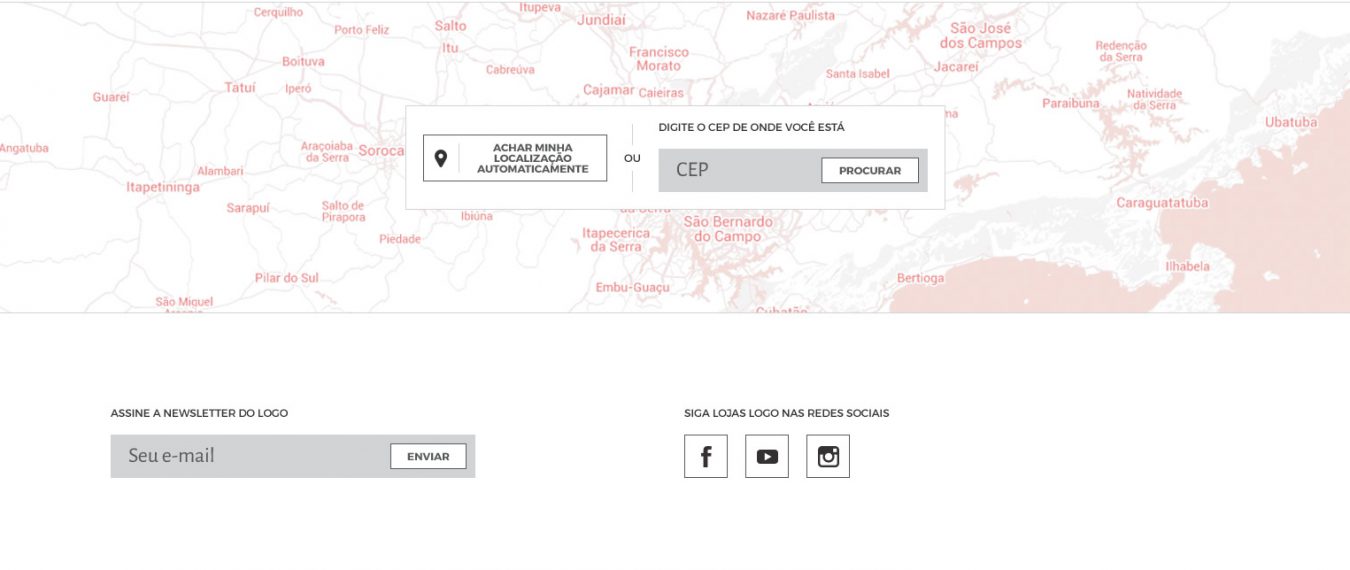 Cerquilho
Itupeva
Jundiaí
Nazaré Paulista
Porto Feliz
Salto
São José
dos Campos
Itu
Francisco
Morato
Redenção
da Serra
Boituva
Cabreúva
Santa Isabel
Jacareí
Guareí
Tatuí
Iperó
Cajamar
Caieiras
Paraibuna
Natividade
da Serra
Ubatuba
DIGITE O CEP DE ONDE VOCÊ ESTÁ
ACHAR MINHA
LOCALIZAÇÃO
AUTOMATICAMENTE
OU
CEP
PROCURAR
Angatuba
Araçoiaba
da Serra
Soroca
Alambari
Itapetininga
Sarapuí
Salto de
Pirapora
Ibiúna
da Serra
São Bernardo
do Campo
Caraguatatuba
Piedade
Itapecerica
da Serra
Pilar do Sul
Embu-Guaçu
Bertioga
Ilhabela
São Miguel
Cubatão
ASSINE A NEWSLETTER DO LOGO
Seu e-mail
ENVIAR
SIGA LOJAS LOGO NAS REDES SOCIAIS